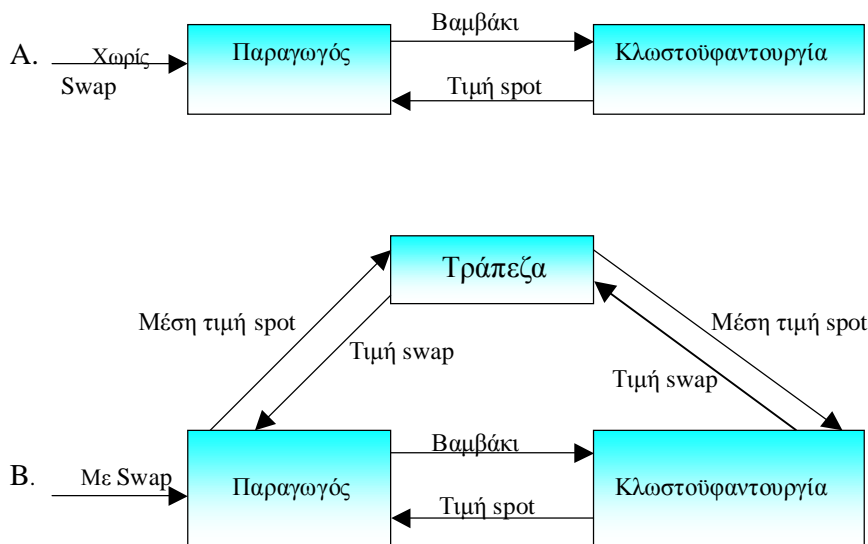 Βαμβάκι
Α. Χωρίς Παραγωγός Κλωστοϋφαντουργία
Swap Τιμή spot
Τράπεζα
Μέση τιμή spot Μέση τιμή spot
Τιμή swap Τιμή swap
Βαμβάκι
Β. Με Swap Παραγωγός Κλωστοϋφαντουργία
Τιμή spot